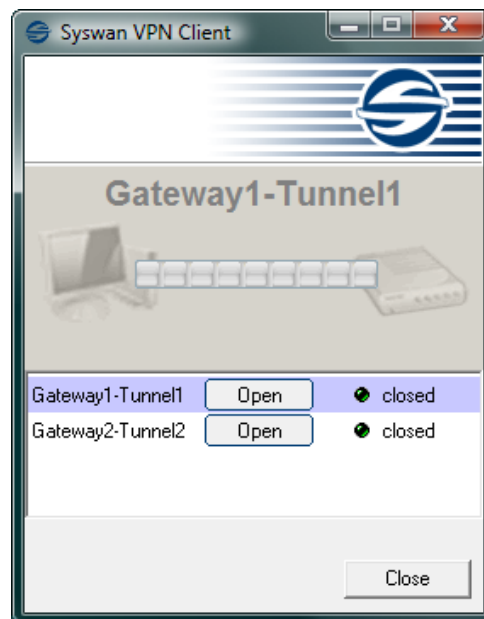 Syswan VPN Client
Gateway1-Tunnel1
Gateway1-Tunnel1 Open closed
Gateway2-Tunnel2 Open closed
Close